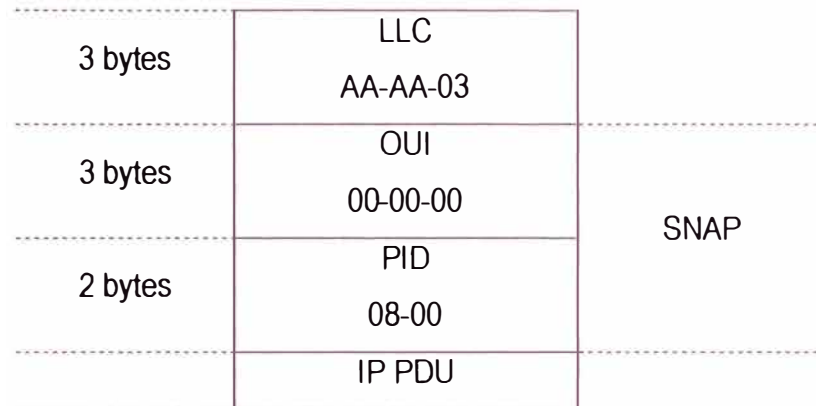 3 bytes
LLC
AA-AA-03
3 bytes
OUI
00-00-00
SNAP
2 bytes
PID
08-00
IP PDU